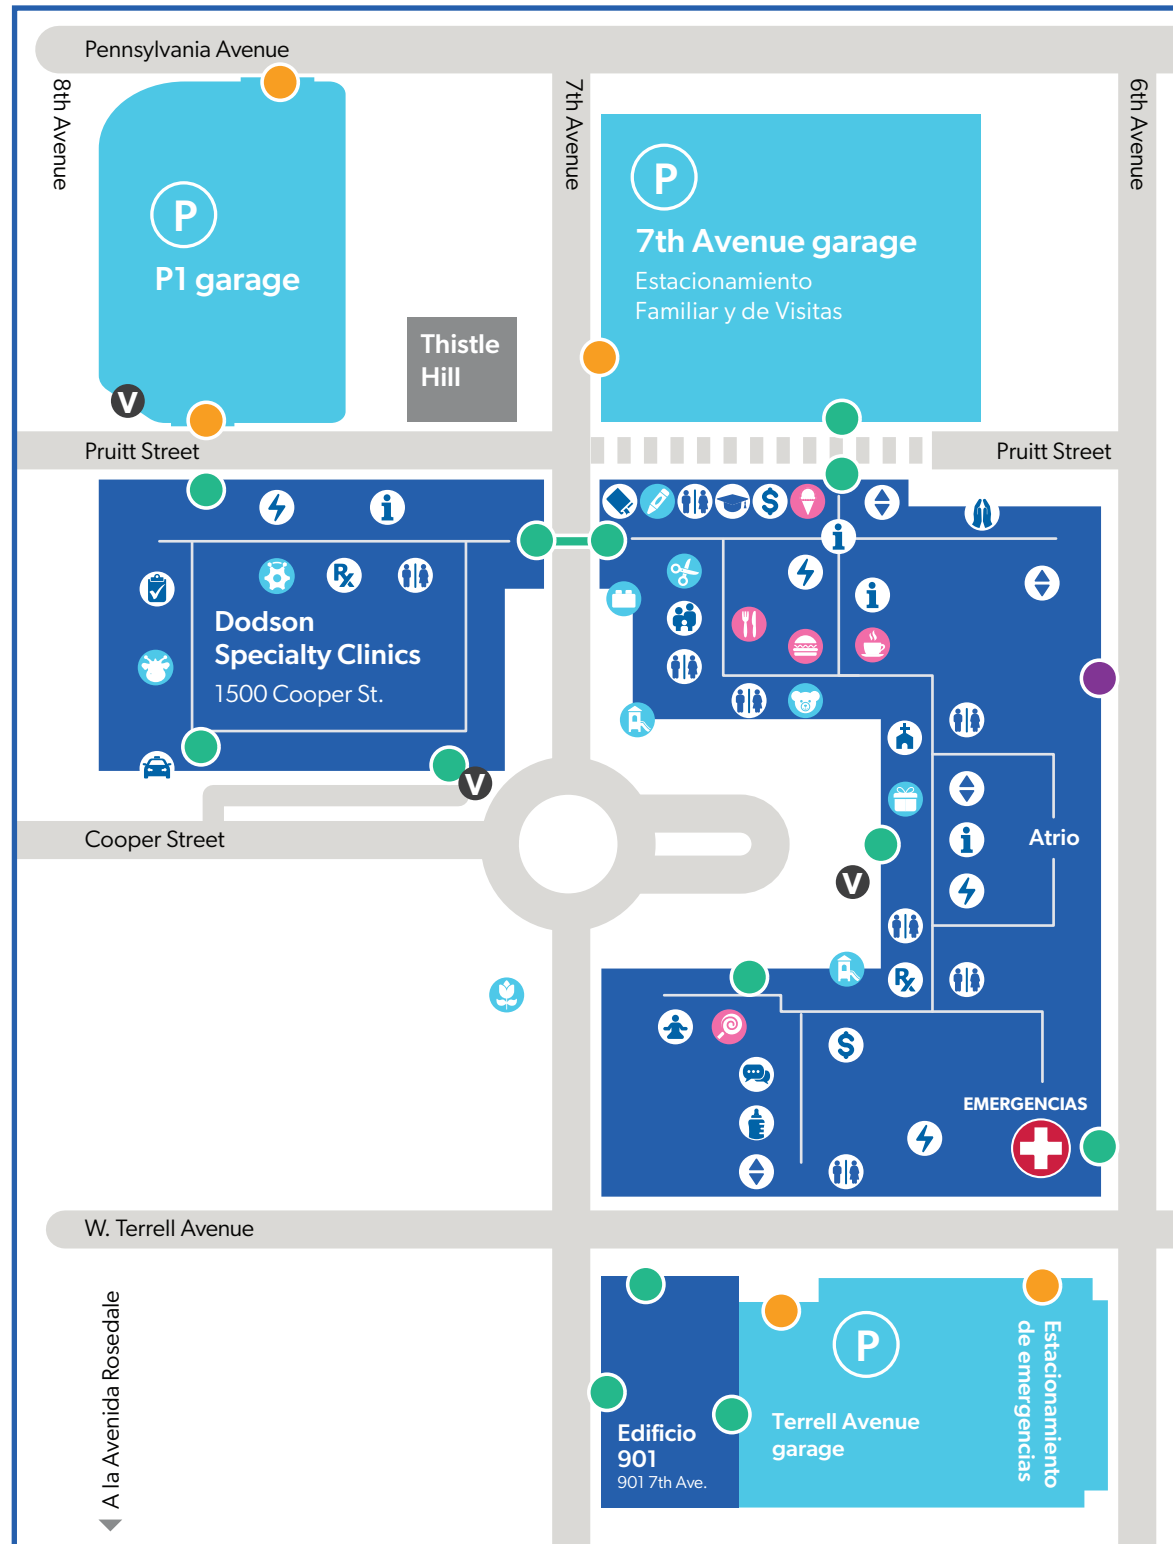 Pennsylvania Avenue
8th Avenue
7th Avenue
6th Avenue
P
P1 garage
P
7th Avenue garage
Estacionamiento
Familiar y de Visitas
Thistle
Hill
V
Pruitt Street
Pruitt Street
i
$
i
Rx
i
Dodson
Specialty Clinics
1500 Cooper St.
V
Cooper Street
i
Atrio
V
Rx
$
EMERGENCIAS
W. Terrell Avenue
A la Avenida Rosedale
P
Estacionamiento
de emergencias
Terrell Avenue
garage
Edificio
901
901 7th Ave.